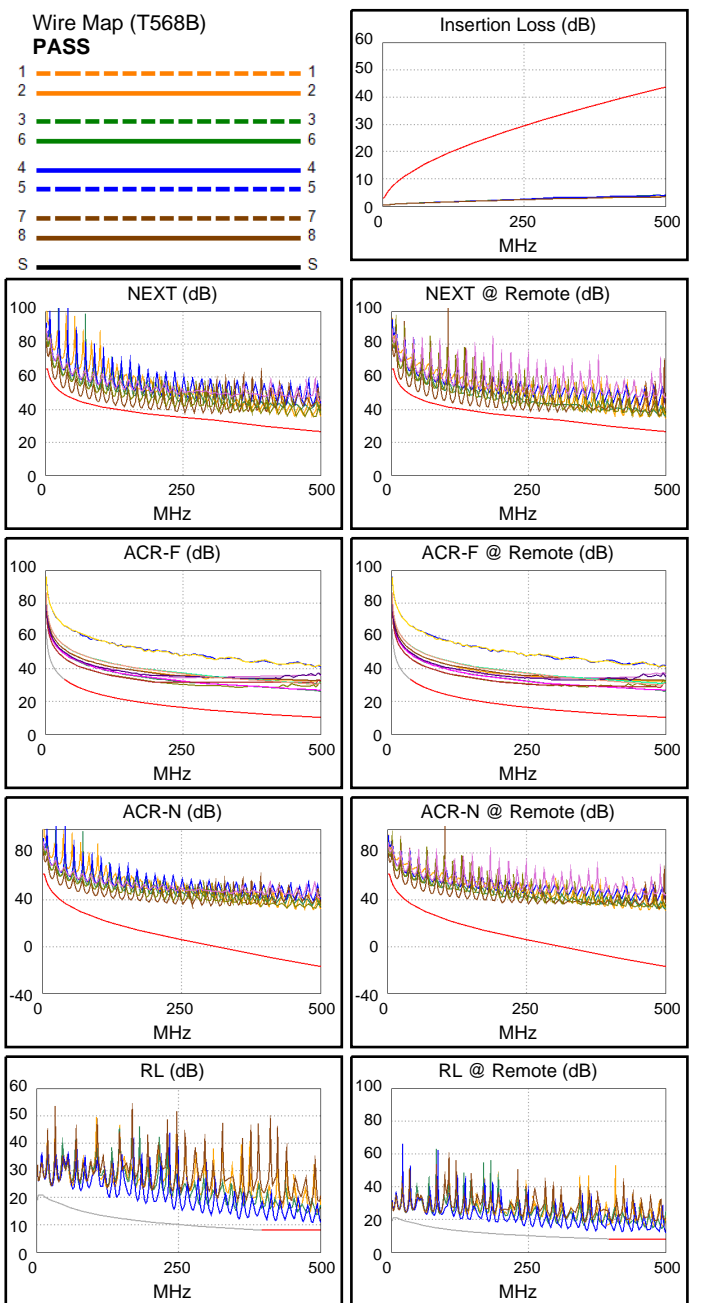 Wire Map (T568B)
PASS
1 1
2 2
3 3
6 6
4 4
5 5
7 7
8 8
S S
Insertion Loss (dB)
60
50
40
30
20
10
0
0 250 500
MHz
NEXT (dB)
100
80
60
40
20
0
0 250 500
MHz
NEXT @ Remote (dB)
100
80
60
40
20
0
0 250 500
MHz
ACR-F (dB)
100
80
60
40
20
0
0 250 500
MHz
ACR-F @ Remote (dB)
100
80
60
40
20
0
0 250 500
MHz
ACR-N (dB)
80
40
0
-40
0 250 500
MHz
ACR-N @ Remote (dB)
80
40
0
-40
0 250 500
MHz
RL (dB)
60
50
40
30
20
10
0
0 250 500
MHz
RL @ Remote (dB)
100
80
60
40
20
0
0 250 500
MHz